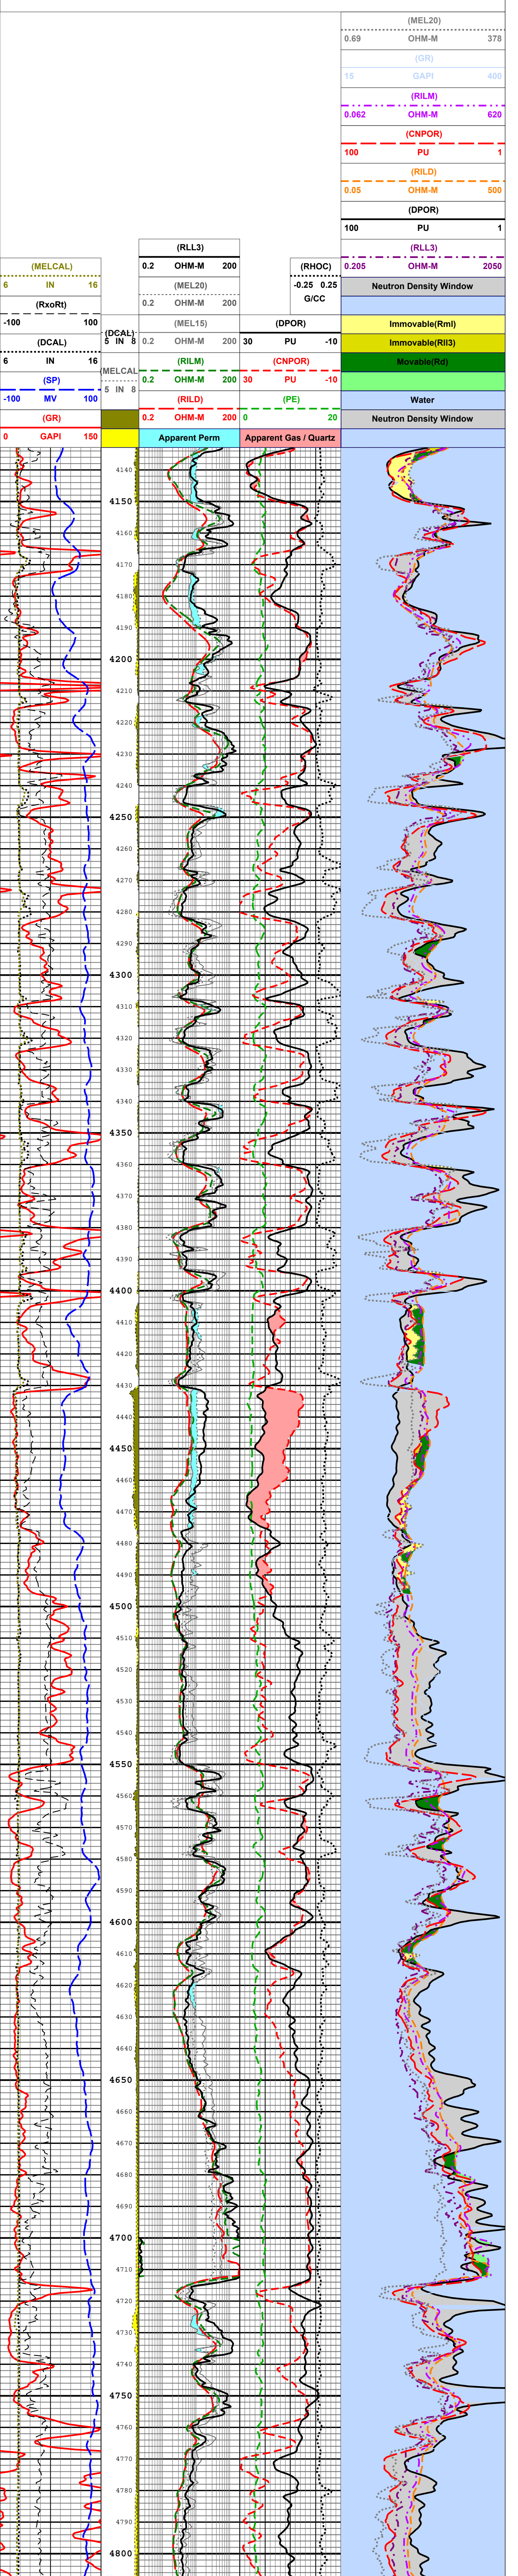 (MEL20)
0.69 OHM-M 378
(GR)
15 GAPI 400
(RILM)
0.062 OHM-M 620
(CNPOR)
100 PU 1
(RILD)
0.05 OHM-M 500
(DPOR)
100 PU 1
(RLL3)
0.205 OHM-M 2050
Neutron Density Window
Immovable(Rml)
Immovable(Rll3)
Movable(Rd)
Water
Neutron Density Window
(RLL3)
0.2 OHM-M 200
(MEL20)
0.2 OHM-M 200
(MEL15)
0.2 OHM-M 200
(RILM)
0.2 OHM-M 200
(RILD)
0.2 OHM-M 200
Apparent Perm
(RHOC)
-0.25 0.25
G/CC
(DPOR)
30 PU -10
(CNPOR)
30 PU -10
(PE)
0 20
Apparent Gas / Quartz
(MELCAL)
6 IN 16
(RxoRt)
-100 100
(DCAL)
6 IN 16
(SP)
-100 MV 100
(GR)
0 GAPI 150
(DCAL)
5 IN 8
(MELCAL
5 IN 8
4140
4150
4160
4170
4180
4190
4200
4210
4220
4230
4240
4250
4260
4270
4280
4290
4300
4310
4320
4330
4340
4350
4360
4370
4380
4390
4400
4410
4420
4430
4440
4450
4460
4470
4480
4490
4500
4510
4520
4530
4540
4550
4560
4570
4580
4590
4600
4610
4620
4630
4640
4650
4660
4670
4680
4690
4700
4710
4720
4730
4740
4750
4760
4770
4780
4790
4800